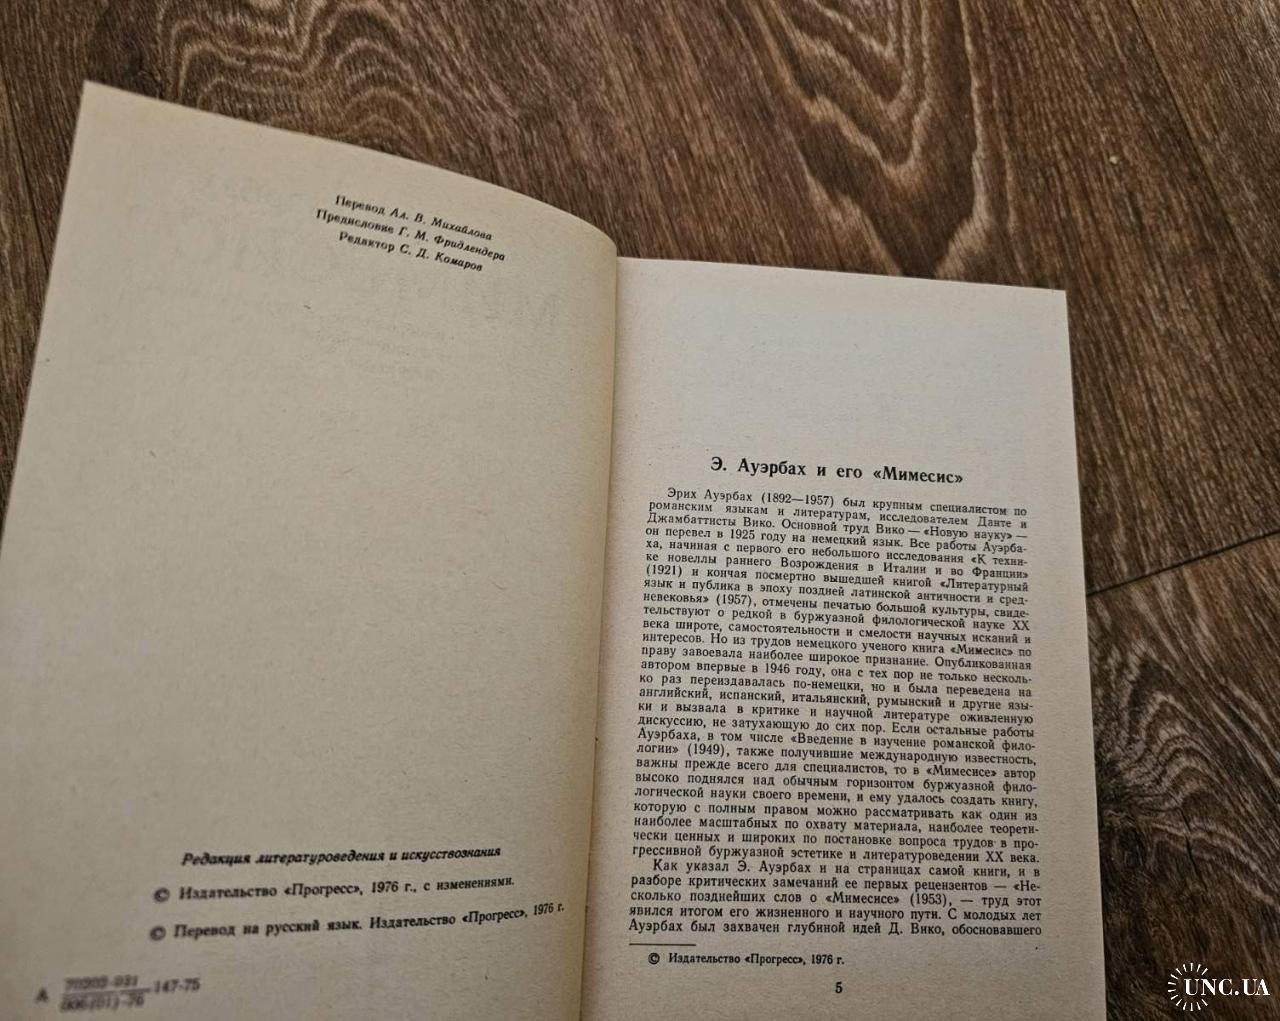 Перевод Ал. В. Михайлова
Предисловие Г. М. Фридлендера
Редактор С. Д. Комаров
Редакция литературоведения и искусствознания
© Издательство «Прогресс», 1976 г., с изменениями.
© Перевод на русский язык. Издательство «Прогресс», 1976 г.
А
70202-931
006(01)-76
147-75
Э. Ауэрбах и его «Мимесис»
Эрих Ауэрбах (1892—1957) был крупным специалистом по
романским языкам и литературам, исследователем Данте и
Джамбаттисты Вико. Основной труд Вико — «Новую науку» —
он перевел в 1925 году на немецкий язык. Все работы Ауэрба-
ха, начиная с первого его небольшого исследования «К техни-
ке новеллы раннего Возрождения в Италии и во Франции»
(1921) и кончая посмертно вышедшей книгой «Литературный
язык и публика в эпоху поздней латинской античности и сред-
невековья» (1957), отмечены печатью большой культуры, свиде-
тельствуют о редкой в буржуазной филологической науке XX
века широте, самостоятельности и смелости научных исканий и
интересов. Но из трудов немецкого ученого книга «Мимесис» по
праву завоевала наиболее широкое признание. Опубликованная
автором впервые в 1946 году, она с тех пор не только несколь-
ко раз переиздавалась по-немецки, но и была переведена на
английский, испанский, итальянский, румынский и другие язы-
ки и вызвала в критике и научной литературе оживленную
дискуссию, не затухающую до сих пор. Если остальные работы
Ауэрбаха, в том числе «Введение в изучение романской фило-
логии» (1949), также получившие международную известность,
важны прежде всего для специалистов, то в «Мимесисе» автор
высоко поднялся над обычным горизонтом буржуазной фило-
логической науки своего времени, и ему удалось создать книгу,
которую с полным правом можно рассматривать как один из
наиболее масштабных по охвату материала, наиболее теорети-
чески ценных и широких по постановке вопроса трудов в про-
грессивной буржуазной эстетике и литературоведении XX века.
Как указал Э. Ауэрбах и на страницах самой книги, и в
разборе критических замечаний ее первых рецензентов — «Не-
сколько позднейших слов о «Мимесисе» (1953), — труд этот
явился итогом его жизненного и научного пути. С молодых лет
Ауэрбах был захвачен глубиной идей Д. Вико, обосновавшего
© Издательство «Прогресс», 1976 г.
5
UNC.UA